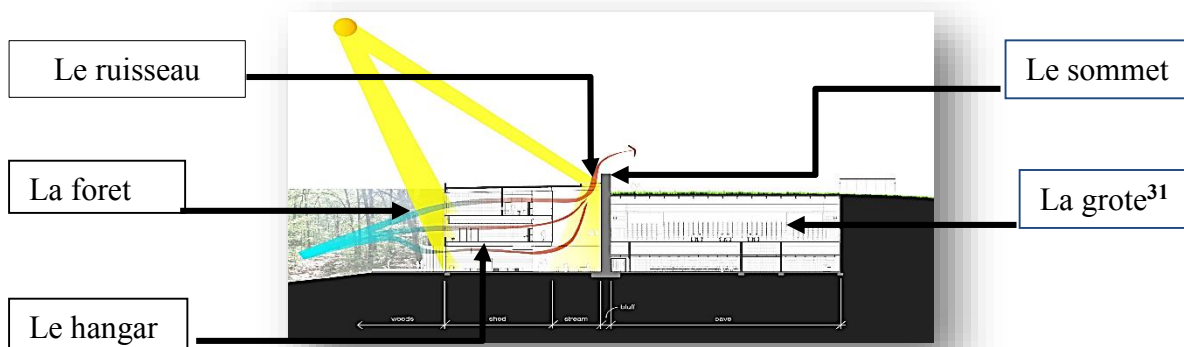 Le ruisseau
Le sommet
La foret
La grote31
Le hangar
bluff
woods
shed
stream
cave